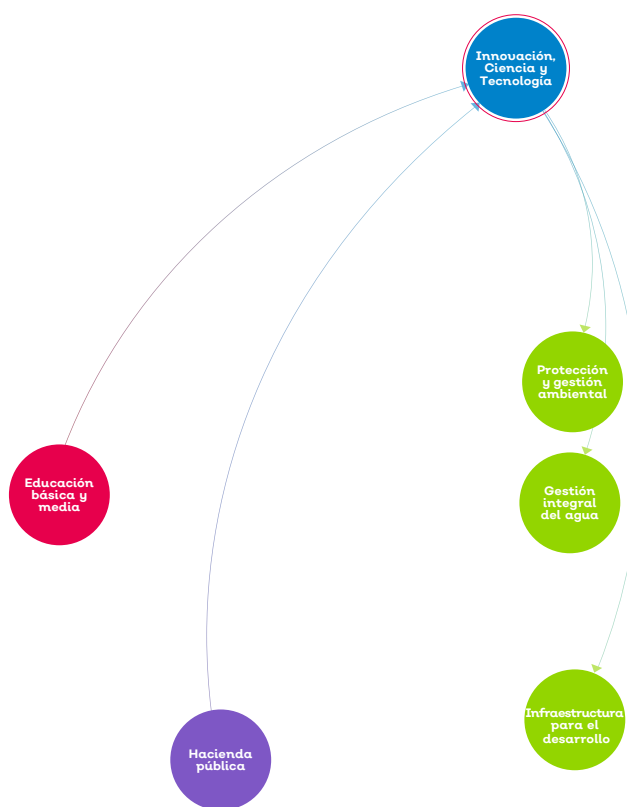 Innovación,
Ciencia y
Tecnología
Protección
y gestión
ambiental
Educación
básica y
media
Gestión
integral
del agua
Infraestructura
para el
desarrollo
Hacienda
pública